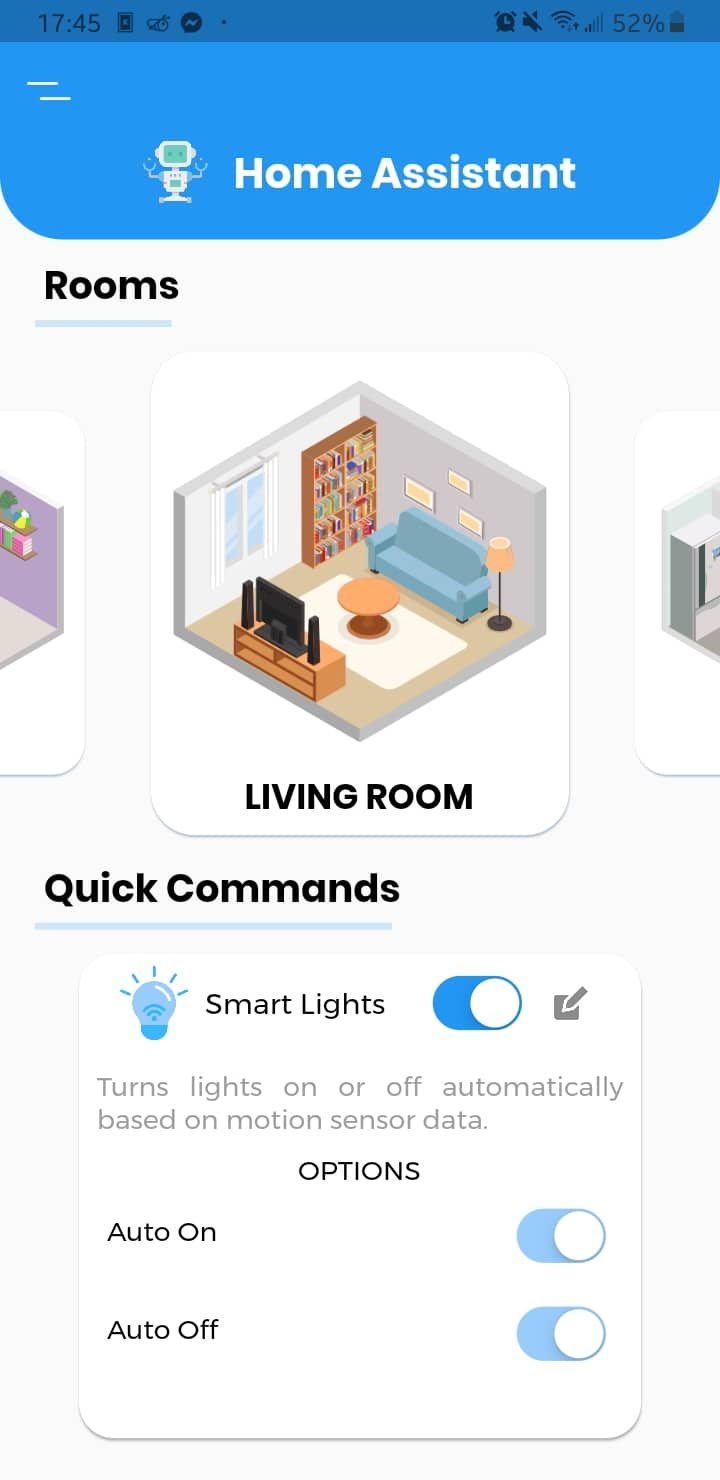 17:45
52%
Home Assistant
Rooms
LIVING ROOM
Quick Commands
Smart Lights
Turns lights on or off automatically
based on motion sensor data.
OPTIONS
Auto On
Auto Off